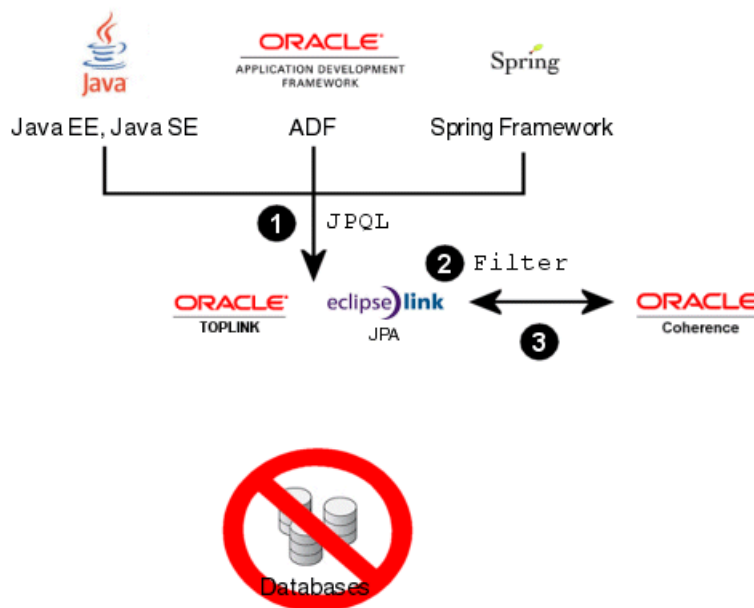 Java
ORACLE
APPLICATION DEVELOPMENT
FRAMEWORK
Spring
Java EE, Java SE
ADF
Spring Framework
1
JPQL
2
Filter
ORACLE
TOPLINK
eclipse)link
JPA
ORACLE
Coherence
3
Databases